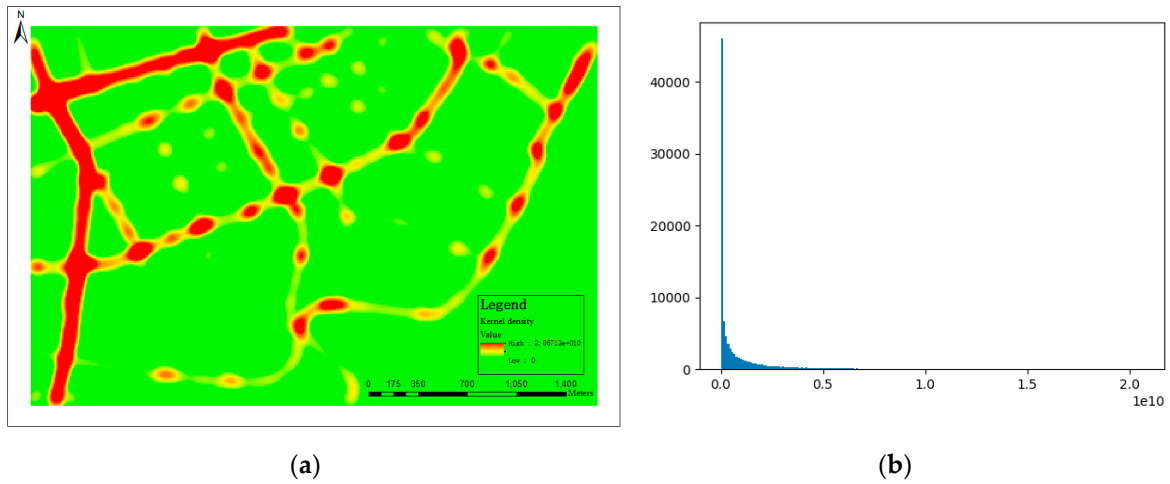 N
Legend
Kernel density
Value
High : 2.06713e+010
Low : 0
0 175 350 700 1,050 1,400
Meters
40000
30000
20000
10000
0
0.0 0.5 1.0 1.5 2.0
1e10
(a)
(b)